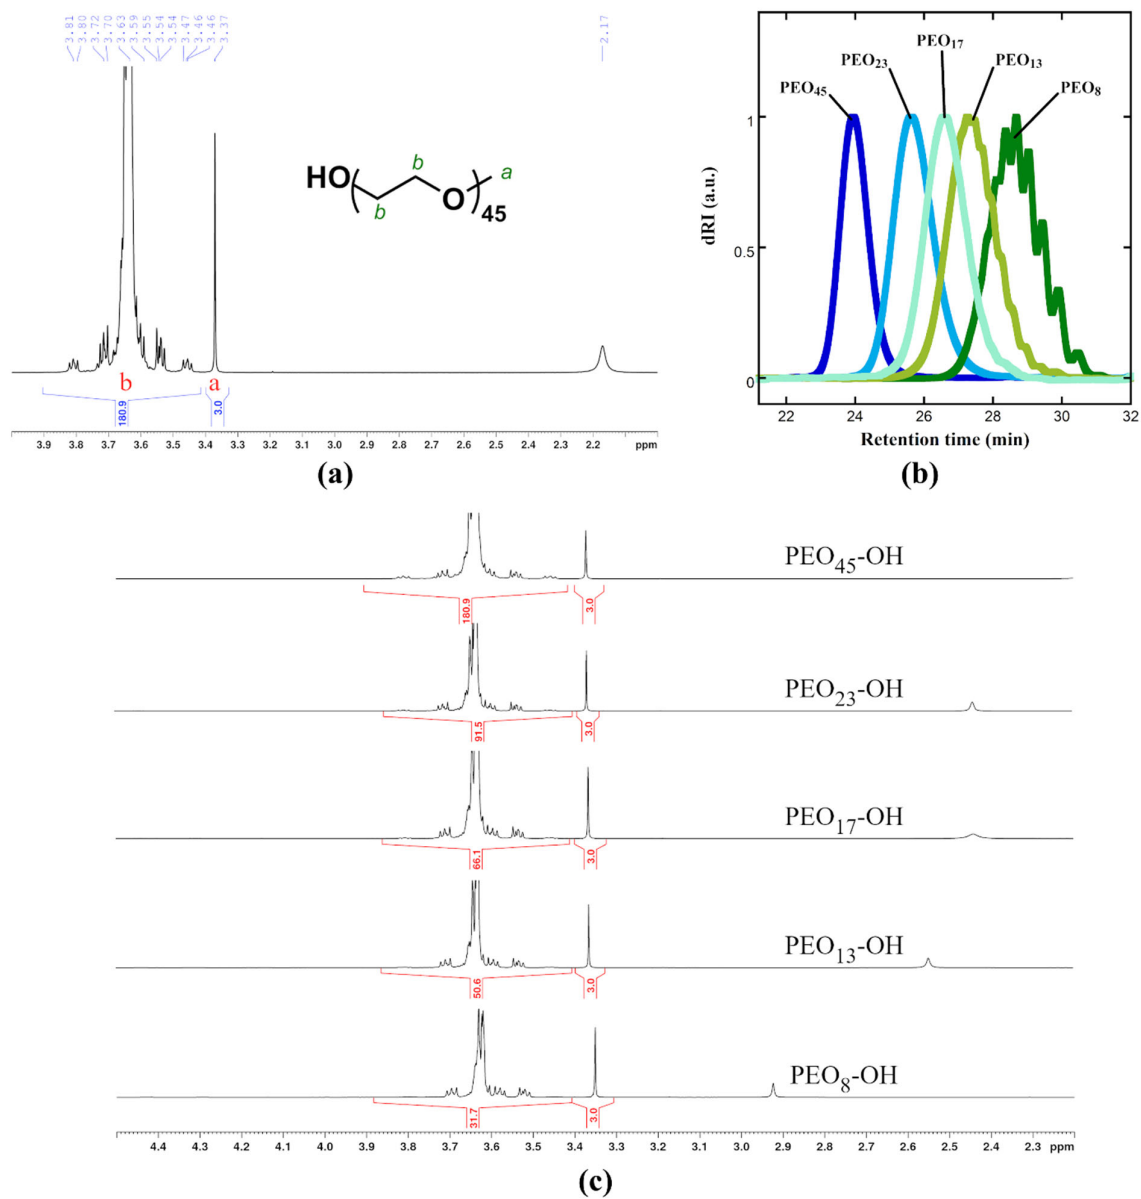 3.81
3.80
3.72
3.70
3.63
3.59
3.55
3.54
3.54
3.47
3.46
3.46
3.37
2.17
HO
b
b
O
a
45
b
a
180.9
3.0
3.9 3.8 3.7 3.6 3.5 3.4 3.3 3.2 3.1 3.0 2.9 2.8 2.7 2.6 2.5 2.4 2.3 2.2 ppm
(a)
PEO17
PEO23
PEO13
PEO45
PEO8
dRI (a.u.)
1
0.5
0
22 24 26 28 30 32
Retention time (min)
(b)
PEO45-OH
180.9
3.0
PEO23-OH
91.5
3.0
PEO17-OH
66.1
3.0
PEO13-OH
50.6
3.0
PEO8-OH
31.7
3.0
4.4 4.3 4.2 4.1 4.0 3.9 3.8 3.7 3.6 3.5 3.4 3.3 3.2 3.1 3.0 2.9 2.8 2.7 2.6 2.5 2.4 2.3 ppm
(c)